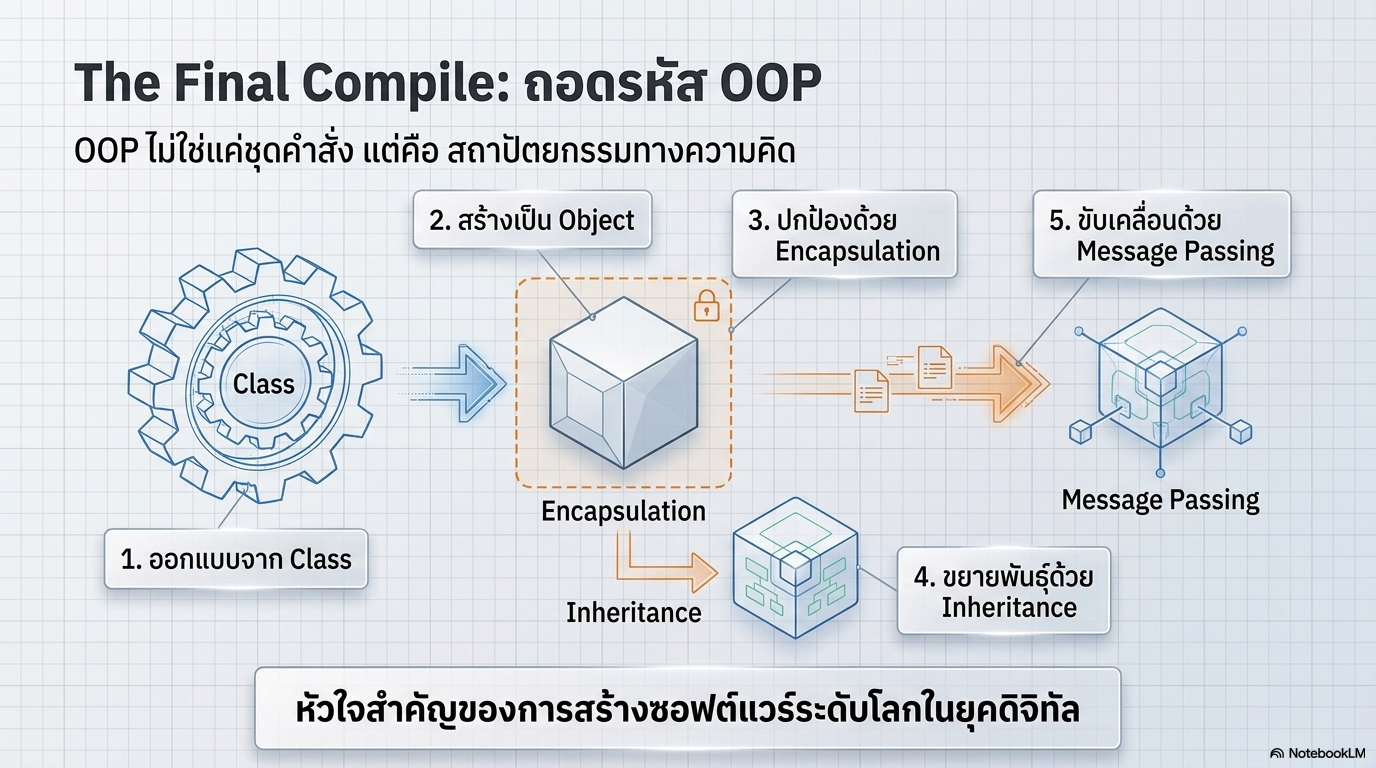 The Final Compile: ถอดรหัส OOP
OOP ไม่ใช่แค่ชุดคำสั่ง แต่คือ สถาปัตยกรรมทางความคิด
2. สร้างเป็น Object
3. ปกป้องด้วย
Encapsulation
5. ขับเคลื่อนด้วย
Message Passing
Class
Encapsulation
Message Passing
1. ออกแบบจาก Class
Inheritance
4. ขยายพันธุ์ด้วย
Inheritance
หัวใจสำคัญของการสร้างซอฟต์แวร์ระดับโลกในยุคดิจิทัล
NotebookLM